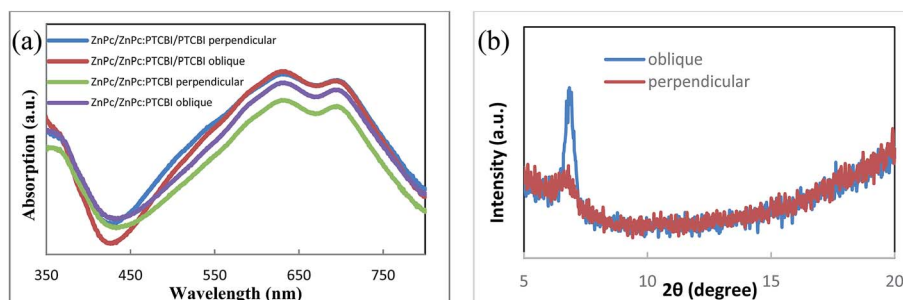 (a)
ZnPc/ZnPc:PTCBI/PTCBI perpendicular
ZnPc/ZnPc:PTCBI/PTCBI oblique
ZnPc/ZnPc:PTCBI perpendicular
ZnPc/ZnPc:PTCBI oblique
Absorption (a.u.)
350 450 550 650 750
Wavelength (nm)
(b)
oblique
perpendicular
Intensity (a.u.)
5 10 15 20
2θ (degree)